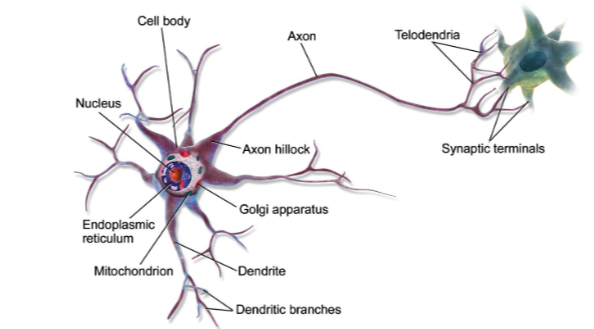 Cell body
Axon
Telodendria
Nucleus
Axon hillock
Synaptic terminals
Golgi apparatus
Endoplasmic
reticulum
Mitochondrion
Dendrite
Dendritic branches